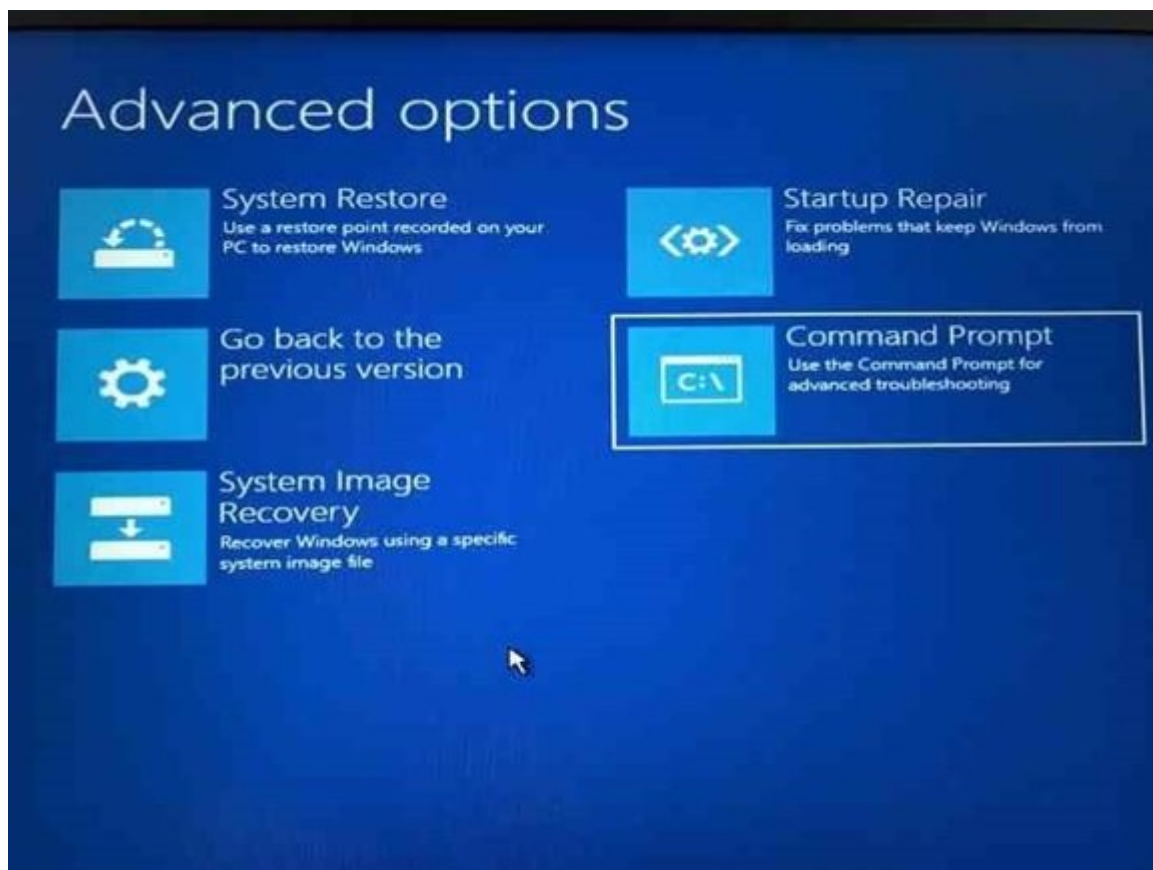 Advanced options
System Restore
Use a restore point recorded on your
PC to restore Windows
Go back to the
previous version
System Image
Recovery
Recover Windows using a specific
system image file
Startup Repair
Fix problems that keep Windows from
loading
C:\
Command Prompt
Use the Command Prompt for
advanced troubleshooting